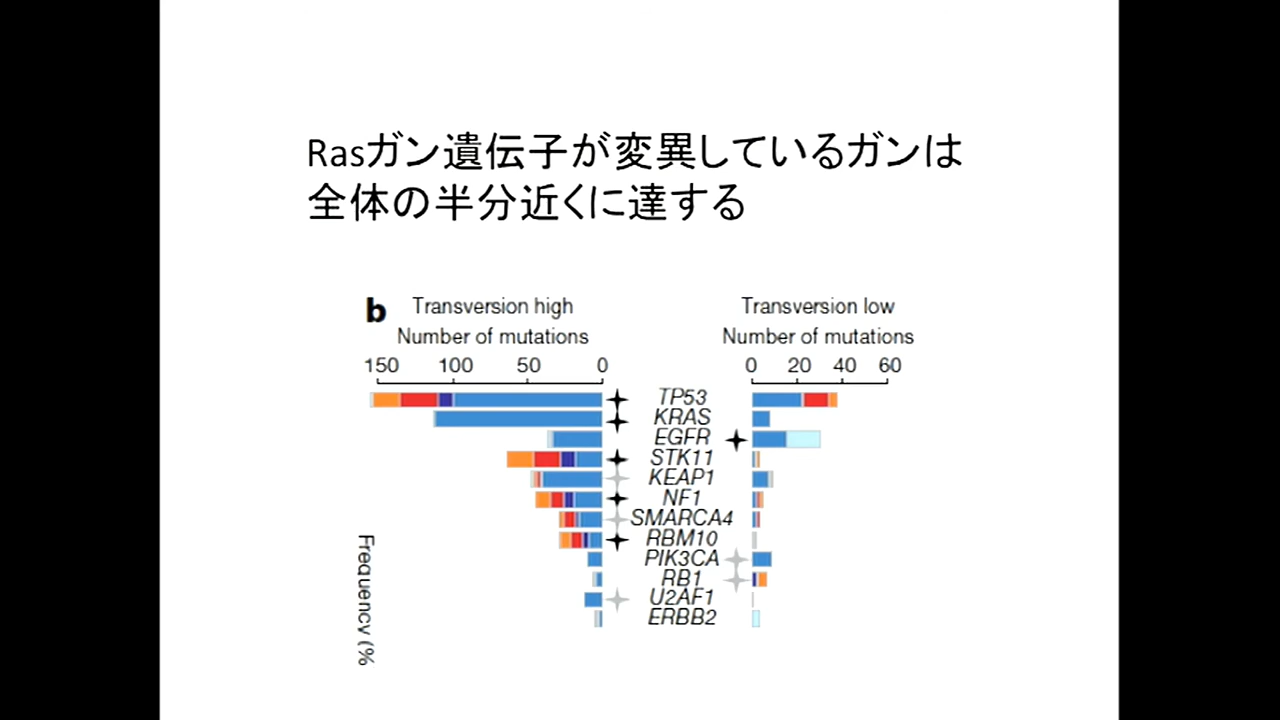 Rasガン遺伝子が変異しているガンは
全体の半分近くに達する
b Transversion high Transversion low
Number of mutations Number of mutations
150 100 50 0 0 20 40 60
TP53
KRAS
EGFR
STK11
KEAP1
NF1
SMARCA4
RBM10
PIK3CA
RB1
U2AF1
ERBB2
Frequency (%